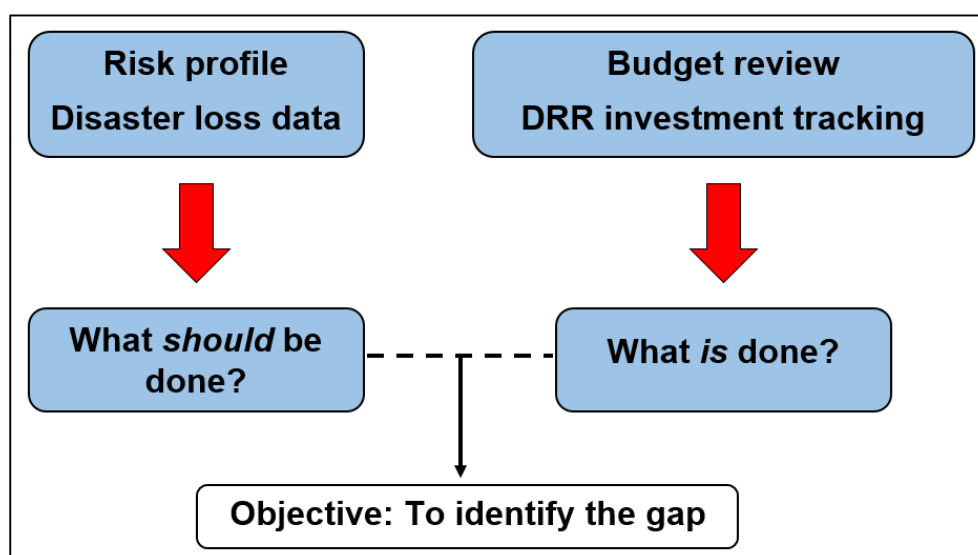 Risk profile
Disaster loss data
Budget review
DRR investment tracking
What should be
done?
What is done?
Objective: To identify the gap